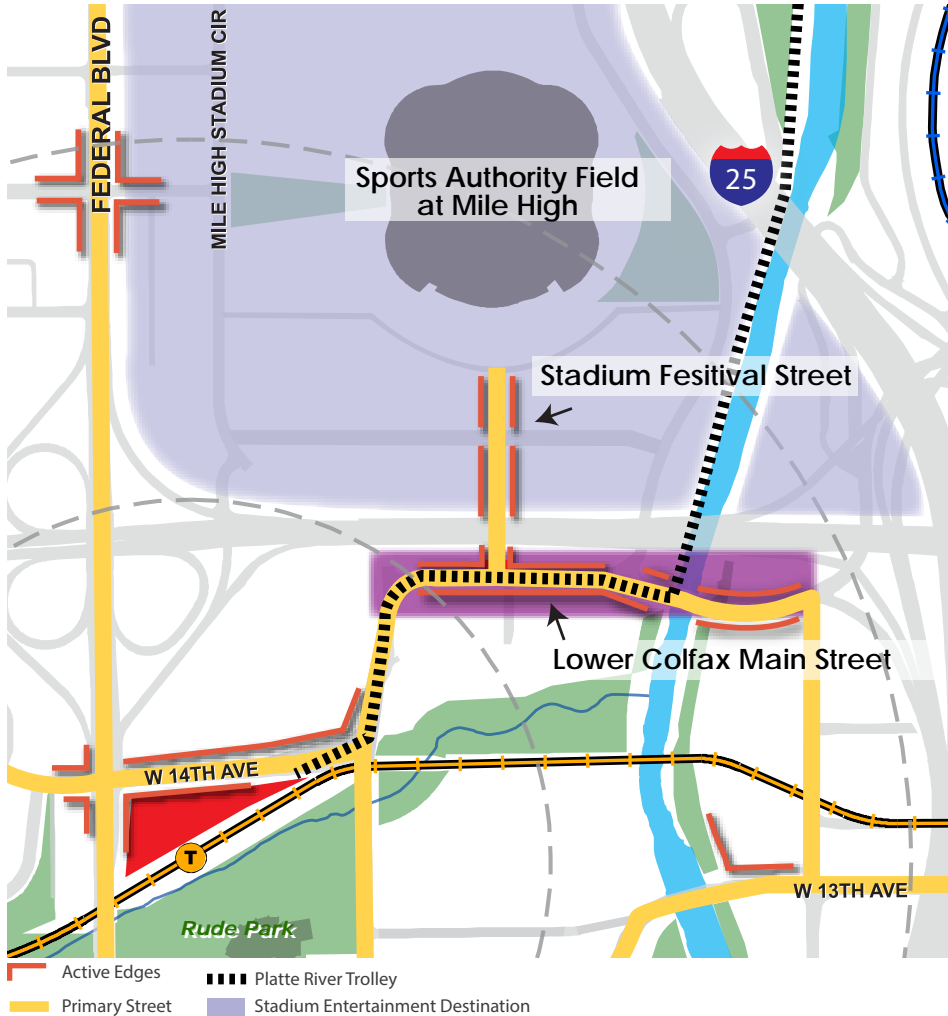 FEDERAL BLVD
MILE HIGH STADIUM CIR
Sports Authority Field
at Mile High
25
Stadium Fesitival Street
Lower Colfax Main Street
W 14TH AVE
T
W 13TH AVE
Rude Park
Active Edges
Platte River Trolley
Primary Street
Stadium Entertainment Destination